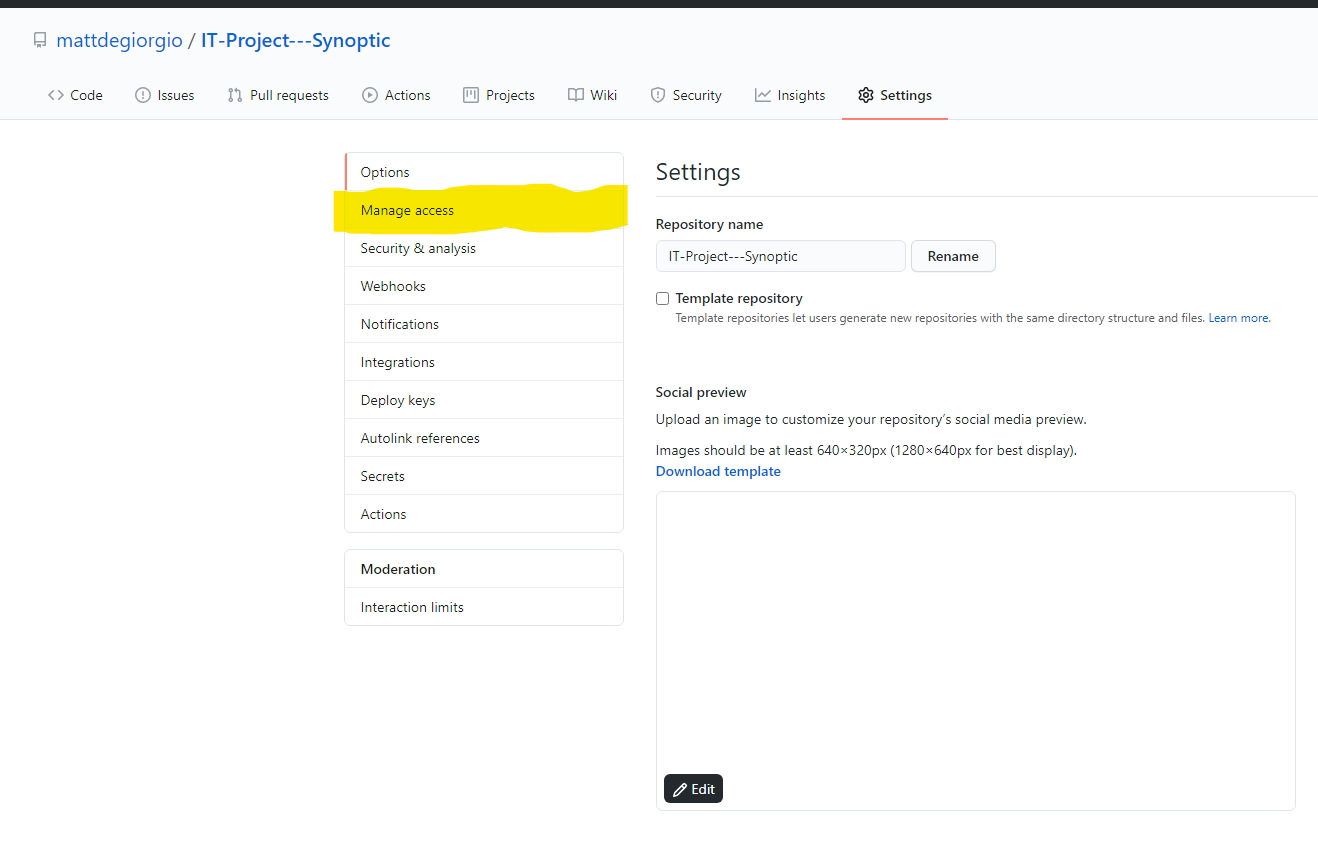 mattdegiorgio / IT-Project---Synoptic
Code Issues Pull requests Actions Projects Wiki Security Insights Settings
Options
Manage access
Security & analysis
Webhooks
Notifications
Integrations
Deploy keys
Autolink references
Secrets
Actions
Moderation
Interaction limits
Settings
Repository name
IT-Project---Synoptic Rename
Template repository
Template repositories let users generate new repositories with the same directory structure and files. Learn more.
Social preview
Upload an image to customize your repository’s social media preview.
Images should be at least 640×320px (1280×640px for best display).
Download template
Edit